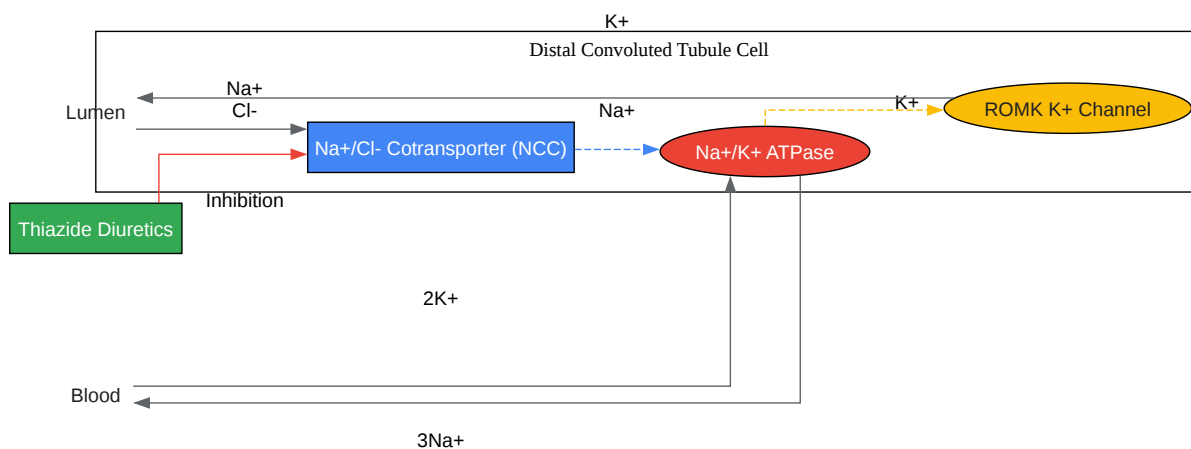 K+
Distal Convoluted Tubule Cell
Na+
Cl-
Lumen
Na+
K+
ROMK K+ Channel
Na+/Cl- Cotransporter (NCC)
Na+/K+ ATPase
Inhibition
Thiazide Diuretics
2K+
Blood
3Na+